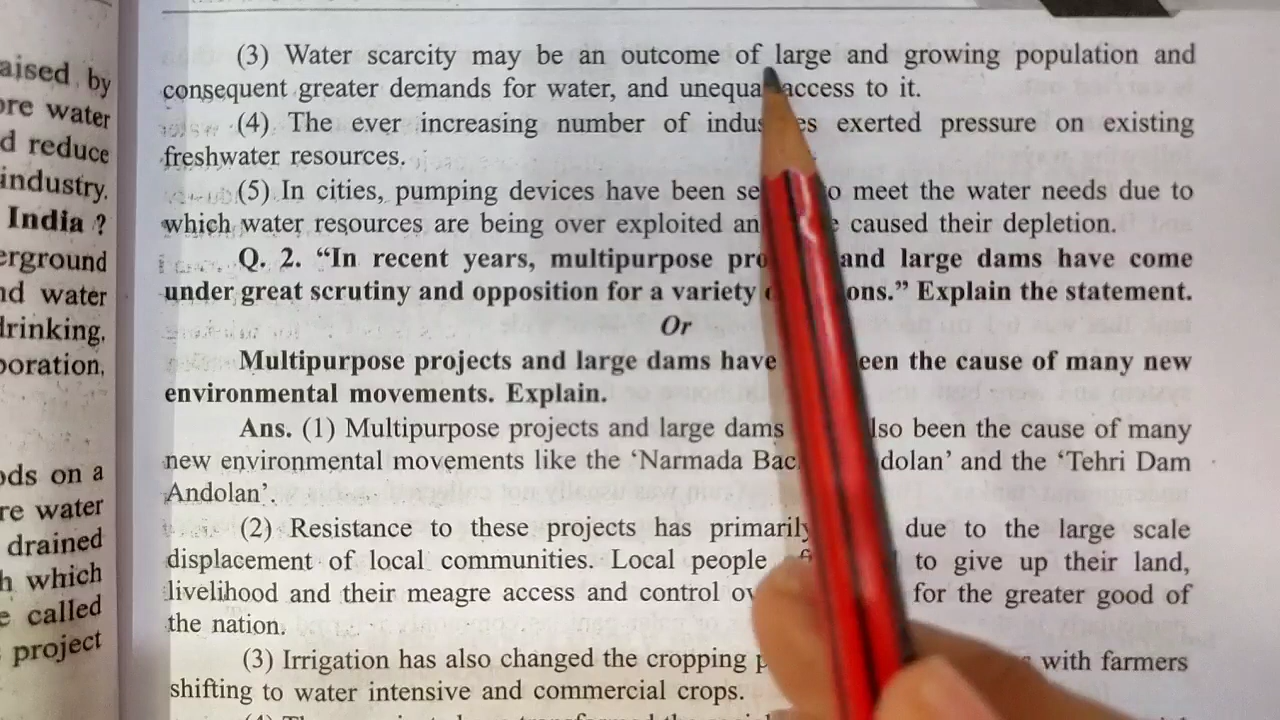 aised by
ore water
d reduce
industry.
India ?
erground
nd water
drinking,
poration,
ods on a
re water
drained
h which
e called
project
(3) Water scarcity may be an outcome of large and growing population and
consequent greater demands for water, and unequa access to it.
(4) The ever increasing number of indus es exerted pressure on existing
freshwater resources.
(5) In cities, pumping devices have been se o meet the water needs due to
which water resources are being over exploited an e caused their depletion.
Q. 2. “In recent years, multipurpose pro and large dams have come
under great scrutiny and opposition for a variety ons.” Explain the statement.
Or
Multipurpose projects and large dams have een the cause of many new
environmental movements. Explain.
Ans. (1) Multipurpose projects and large dams lso been the cause of many
new environmental movements like the ‘Narmada Bac dolan’ and the ‘Tehri Dam
Andolan’.
(2) Resistance to these projects has primarily due to the large scale
displacement of local communities. Local people to give up their land,
livelihood and their meagre access and control ov for the greater good of
the nation.
(3) Irrigation has also changed the cropping p with farmers
shifting to water intensive and commercial crops.